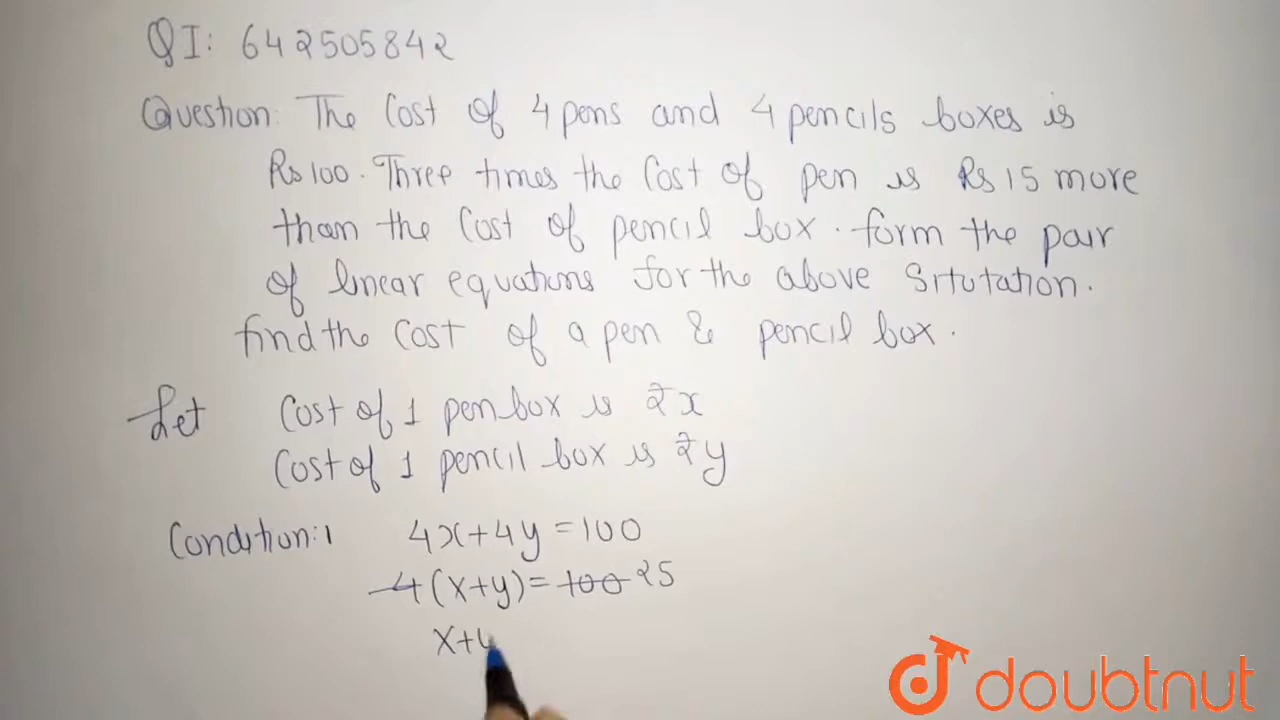 QI: 642505842
Question: The Cost of 4 pens and 4 pencils boxes is
Rs 100. Three times the Cost of pen is Rs 15 more
than the Cost of pencil box. form the pair
of linear equations for the above Situtation.
find the Cost of a pen & pencil box.
Let Cost of 1 pen box is ₹x
Cost of 1 pencil box is ₹y
Condition:1 4x+4y=100
4(x+y)=100 25
x+y
doubtnut